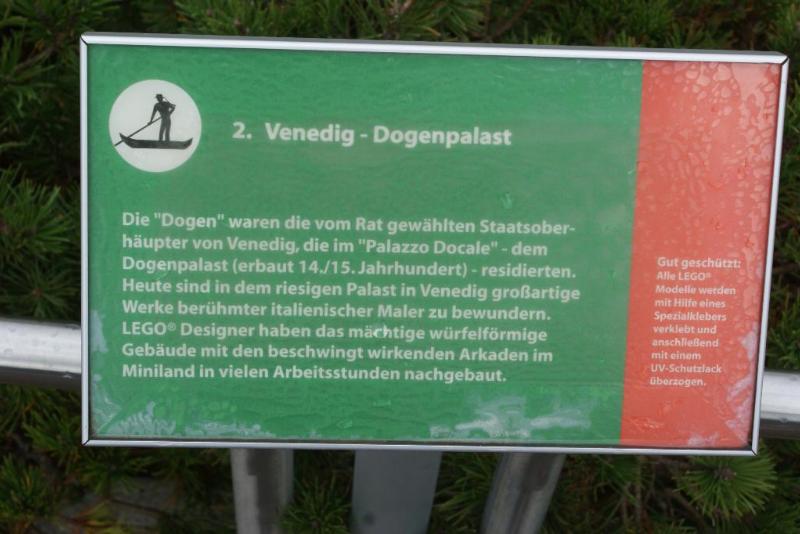 2. Venedig - Dogenpalast
Die "Dogen" waren die vom Rat gewählten Staatsober-
häupter von Venedig, die im "Palazzo Docale" - dem
Dogenpalast (erbaut 14./15. Jahrhundert) - residierten.
Heute sind in dem riesigen Palast in Venedig großartige
Werke berühmter italienischer Maler zu bewundern.
LEGO® Designer haben das mächtige würfelförmige
Gebäude mit den beschwingt wirkenden Arkaden im
Miniland in vielen Arbeitsstunden nachgebaut.
Gut geschützt:
Alle LEGO®
Modelle werden
mit Hilfe eines
Spezialklebers
verklebt und
anschließend
mit einem
UV-Schutzlack
überzogen.